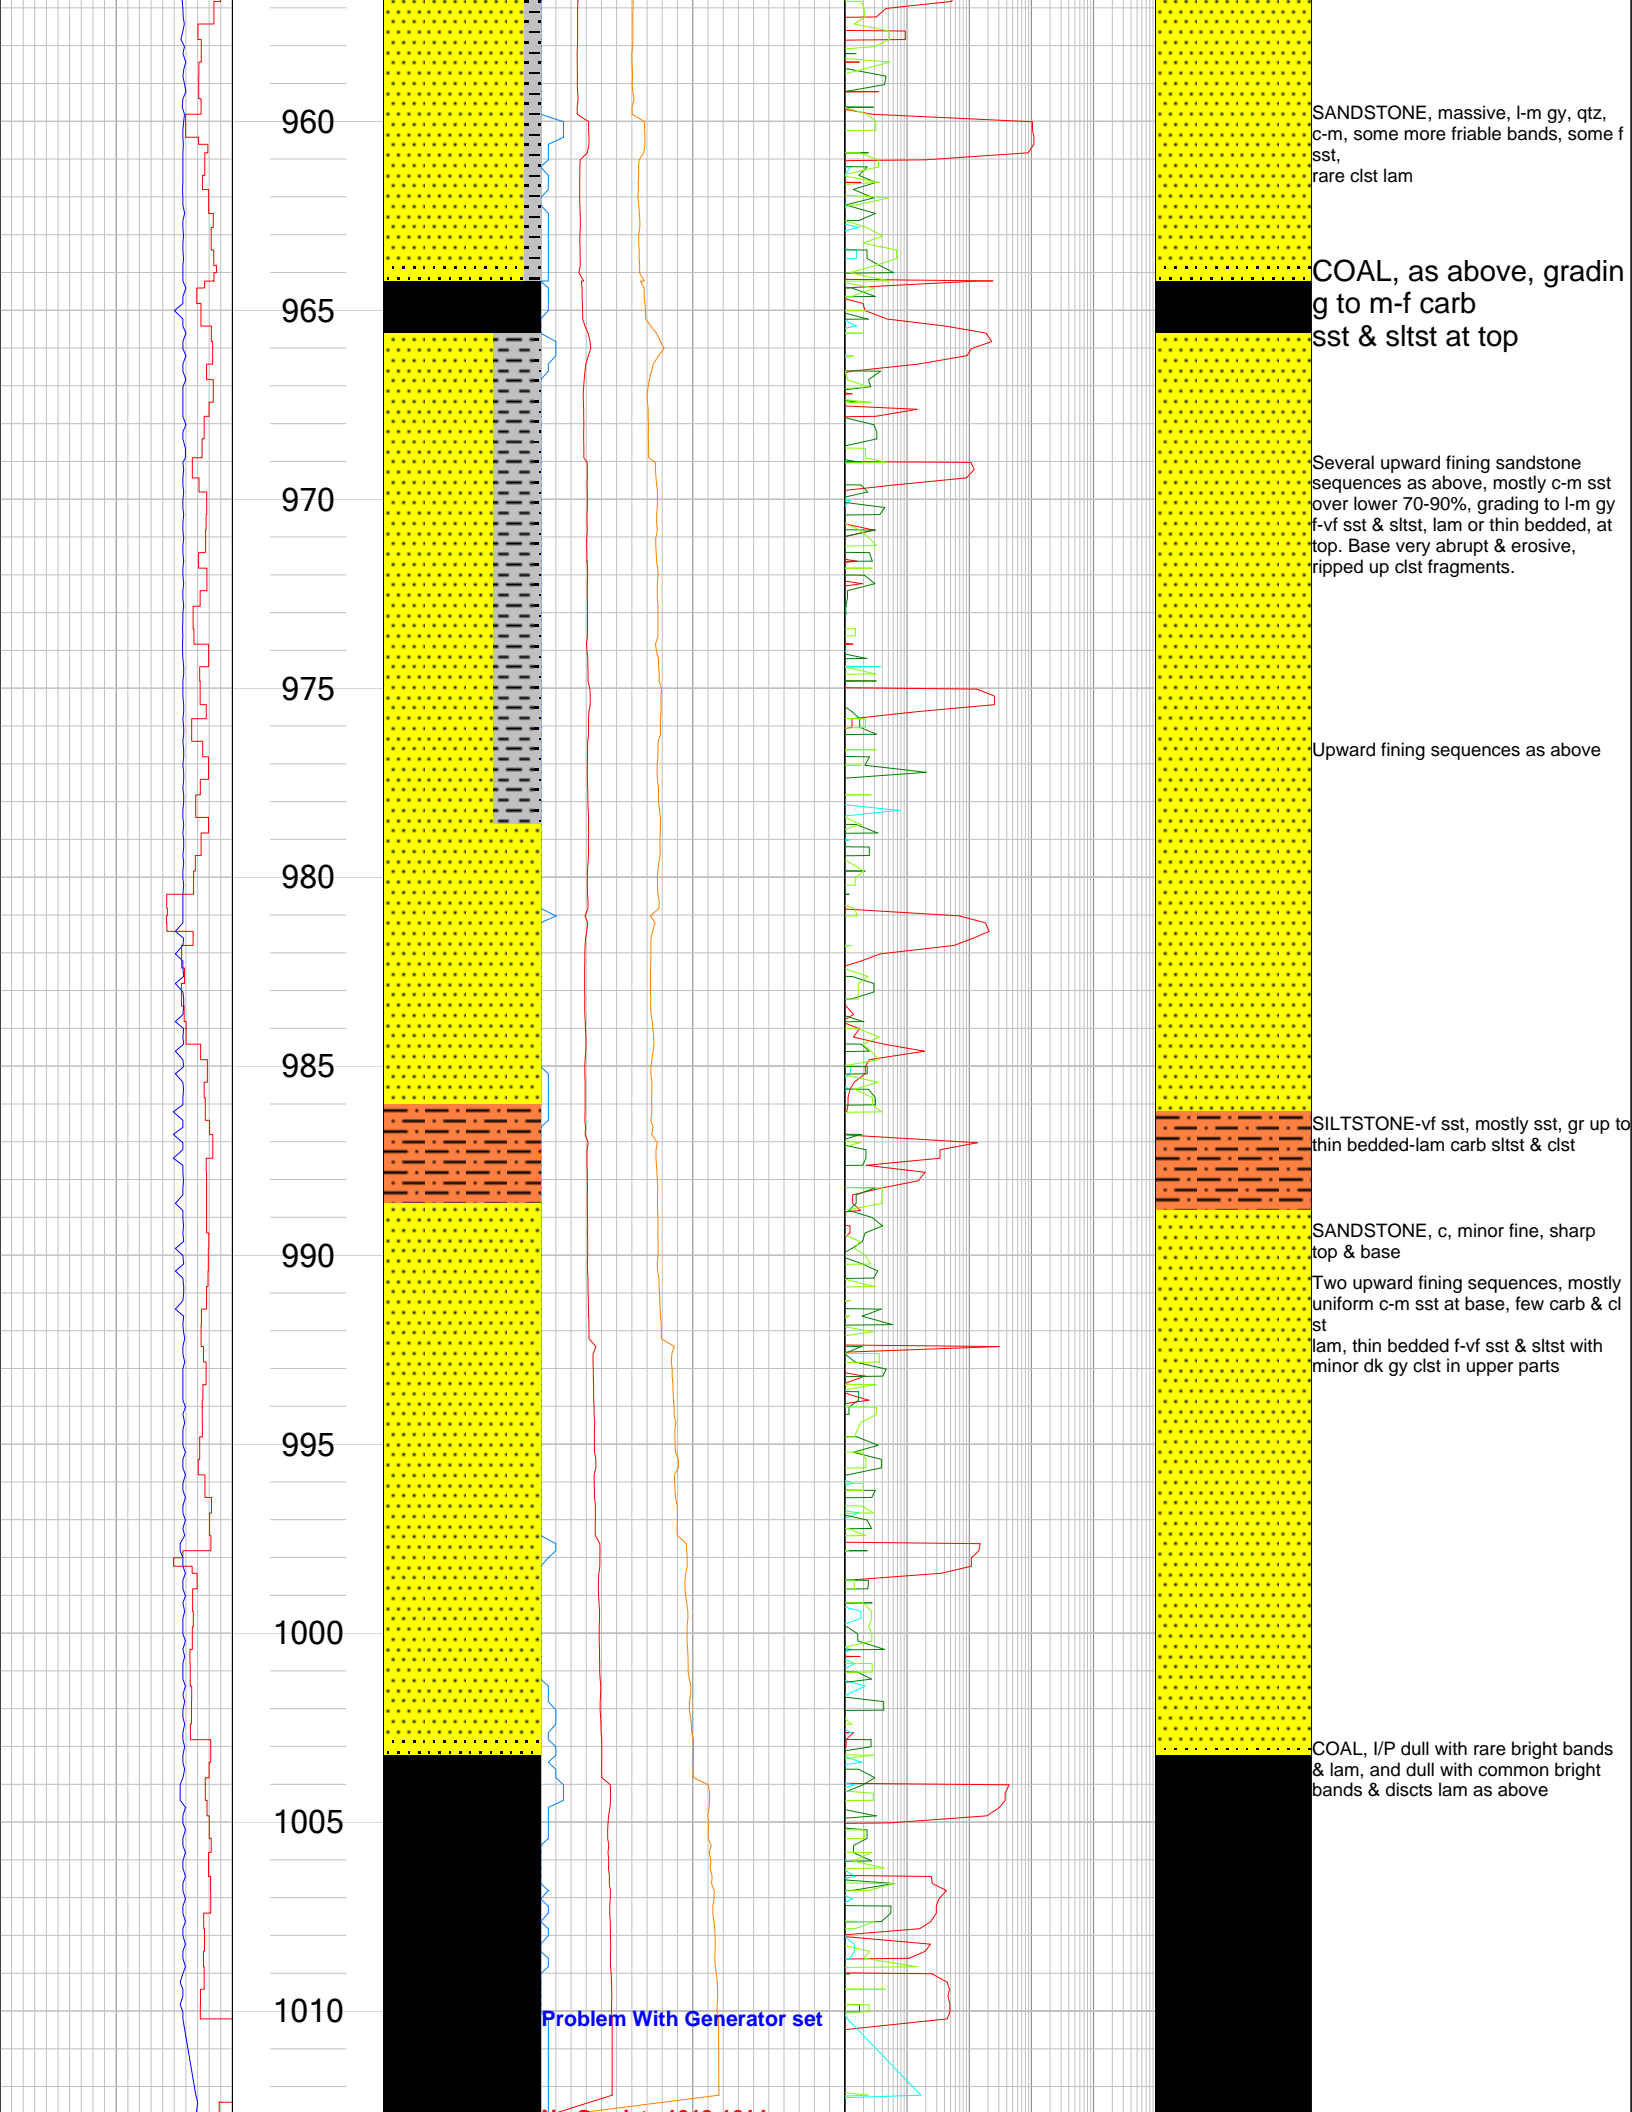 960
965
970
975
980
985
990
995
1000
1005
1010
SANDSTONE, massive, l-m gy, qtz,
c-m, some more friable bands, some f
sst,
rare clst lam
COAL, as above, gradin
g to m-f carb
sst & sltst at top
Several upward fining sandstone
sequences as above, mostly c-m sst
over lower 70-90%, grading to l-m gy
f-vf sst & sltst, lam or thin bedded, at
top. Base very abrupt & erosive,
ripped up clst fragments.
Upward fining sequences as above
SILTSTONE-vf sst, mostly sst, gr up to
thin bedded-lam carb sltst & clst
SANDSTONE, c, minor fine, sharp
top & base
Two upward fining sequences, mostly
uniform c-m sst at base, few carb & cl
st
lam, thin bedded f-vf sst & sltst with
minor dk gy clst in upper parts
COAL, I/P dull with rare bright bands
& lam, and dull with common bright
bands & discts lam as above
Problem With Generator set